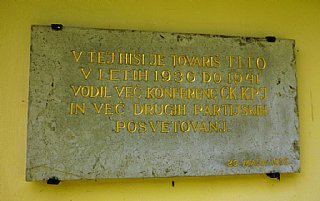 V TEJ HIŠI JE TOVARIŠ TITO
V LETIH 1936 DO 1941
VODIL VEČ KONFERENC CK KPJ
IN VEČ DRUGIH PARTIJSKIH
POSVETOVANJ.